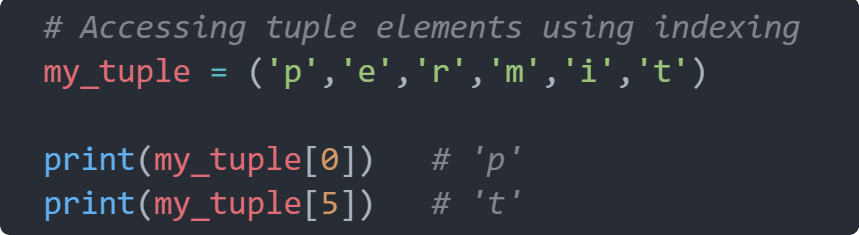 # Accessing tuple elements using indexing
my_tuple = ('p','e','r','m','i','t')
print(my_tuple[0])   # 'p'
print(my_tuple[5])   # 't'